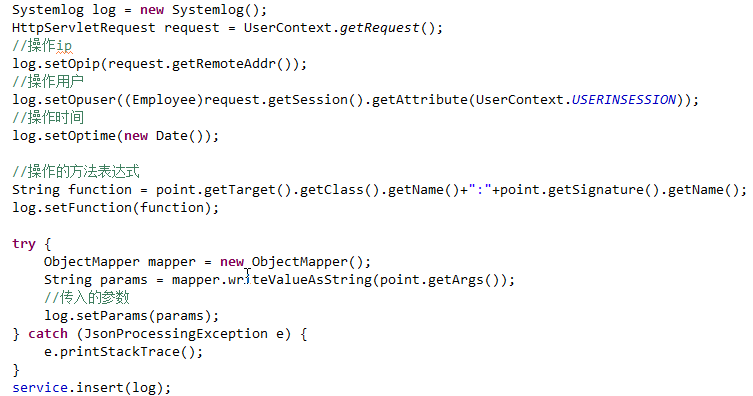 Systemlog log = new Systemlog();
HttpServletRequest request = UserContext.getRequest();
//操作ip
log.setOpip(request.getRemoteAddr());
//操作用户
log.setOpuser((Employee)request.getSession().getAttribute(UserContext.USERINSESSION));
//操作时间
log.setOptime(new Date());
//操作的方法表达式
String function = point.getTarget().getClass().getName()+":"+point.getSignature().getName();
log.setFunction(function);
try {
ObjectMapper mapper = new ObjectMapper();
String params = mapper.writeValueAsString(point.getArgs());
//传入的参数
log.setParams(params);
} catch (JsonProcessingException e) {
e.printStackTrace();
}
service.insert(log);